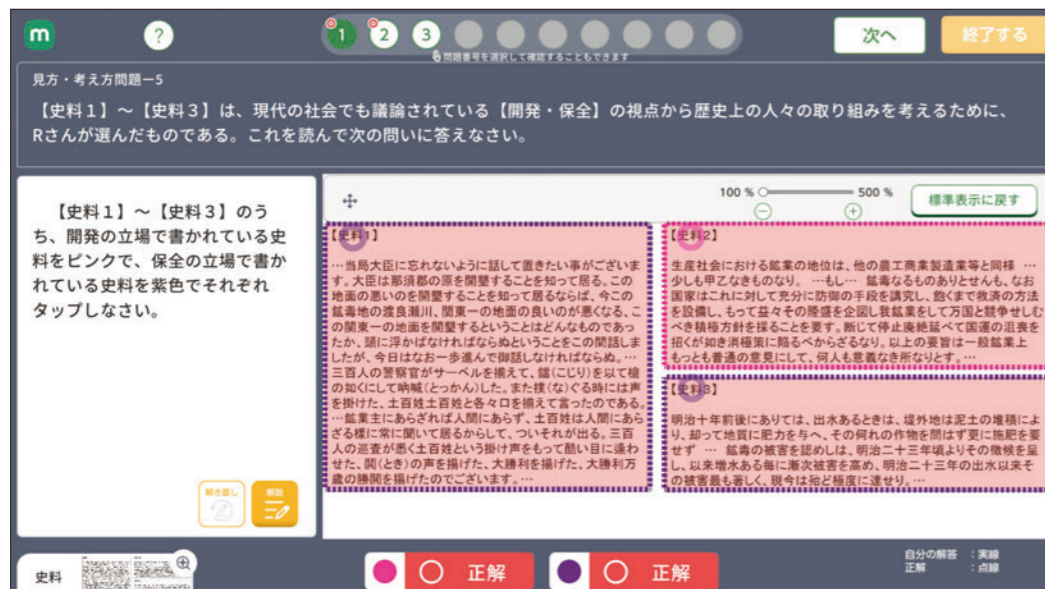 m
?
1
2
3
次へ
終了する
問題番号を選択して確認することもできます
見方・考え方問題－5
【史料1】～【史料3】は、現代の社会でも議論されている【開発・保全】の視点から歴史上の人々の取り組みを考えるために、
Rさんが選んだものである。これを読んで次の問いに答えなさい。
【史料1】～【史料3】のう
ち、開発の立場で書かれている史
料をピンクで、保全の立場で書か
れている史料を紫色でそれぞれ
タップしなさい。
解き直し
解説
100 %
500 %
標準表示に戻す
【史料1】
…当局大臣に忘れないように話して置きたい事がございま
す。大臣は那須郡の原を開墾することを知って居る。この
地面の悪いのを開墾することを知って居るならば、今この
鉱毒地の渡良瀬川、関東一の地面の良いのが悪くなる、こ
の関東一の地面を開墾するということはどんなものであっ
たか、頭に浮かばなければならぬということをこの間話しま
したが、今日はなお一歩進んで御話しなければならぬ。…
三百人の警察官がサーベルを揃えて、鐺(こじり)を以て槍
の如くにして吶喊(とっかん)した。また撲(な)ぐる時には声
を掛けた、土百姓土百姓と各々口を揃えて言ったのである。
…鉱業主にあらざれば人間にあらず、土百姓は人間にあら
ざる様に常に聞いて居るからして、ついそれが出る。三百
人の巡査が悉く土百姓という掛け声をもって酷い目に逢わ
せた、鬨(とき)の声を揚げた、大勝利を揚げた、大勝利万
歳の勝鬨を揚げたのでございます。…
【史料2】
生産社会における鉱業の地位は、他の農工商業製造業等と同様 …
少しも甲乙なきものなり。 …もし… 鉱毒なるものありとせんも、なお
国家はこれに対して充分に防御の手段を講究し、飽くまで救済の方法
を設備し、もって益々その隆盛を企図し我鉱業をして万国と競争せしむ
べき積極方針を採ることを要す。断じて停止廃絶延べて国運の沮喪を
招くが如き消極策に陥るべからざるなり。以上の要旨は一般鉱業上
もっとも普通の意見にして、何人も意義なき所なりとす。…
【史料3】
明治十年前後にありては、出水あるときは、堤外地は泥土の堆積によ
り、却って地質に肥力を与へ、その何れの作物を問はず更に施肥を要
せず … 鉱毒の被害を認めしは、明治二十三年頃よりその徴候を呈
し、以来増水ある毎に漸次被害を高め、明治二十三年の出水以来そ
の被害最も著しく、現今は殆ど極度に達せり。…
史料
正解
正解
自分の解答 ：実線
正解 ：点線